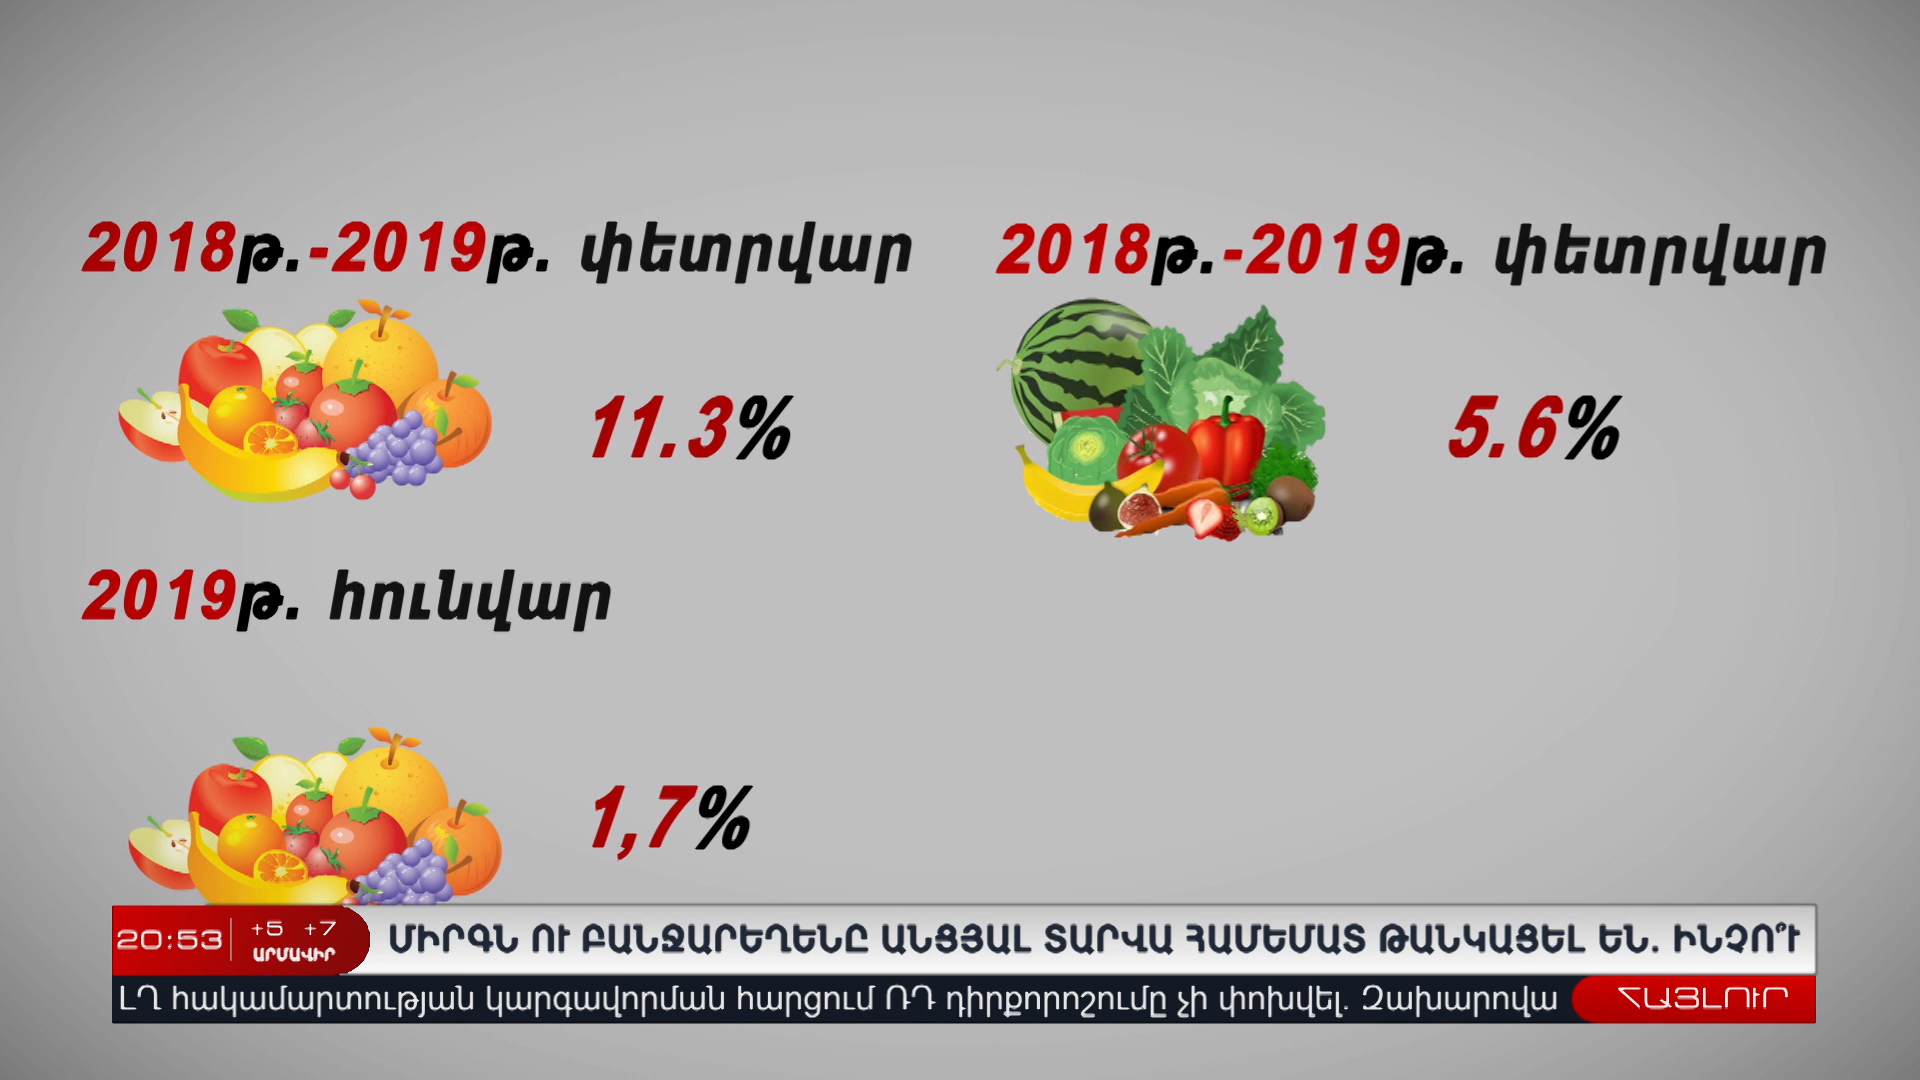 2018թ.-2019թ. փետրվար
2018թ.-2019թ. փետրվար
11.3%
5.6%
2019թ. հունվար
1,7%
20:53
+5 +7
ԱՐՄԱՎԻՐ
ՄԻՐԳՆ ՈՒ ԲԱՆՋԱՐԵՂԵՆԸ ԱՆՑՅԱԼ ՏԱՐՎԱ ՀԱՄԵՄԱՏ ԹԱՆԿԱՑԵԼ ԵՆ. ԻՆՉՈ՞Ւ
ԼՂ հակամարտության կարգավորման հարցում ՌԴ դիրքորոշումը չի փոխվել. Զախարովա
ՀԱՅԼՈՒՐ